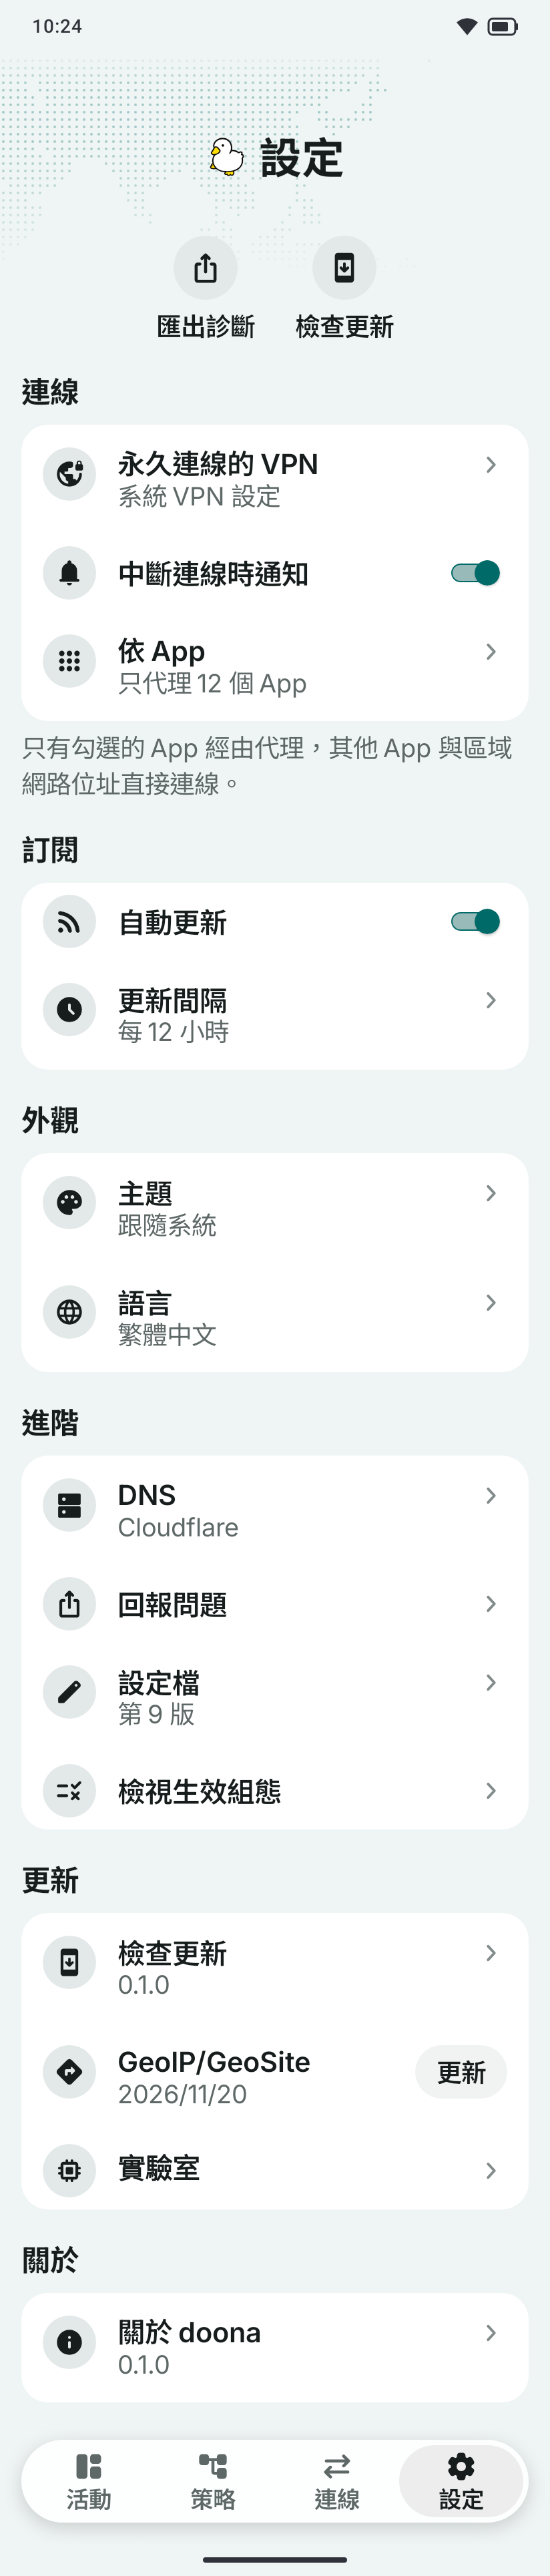 10:24
設定
匯出診斷
檢查更新
連線
永久連線的 VPN
系統 VPN 設定
中斷連線時通知
依 App
只代理 12 個 App
只有勾選的 App 經由代理，其他 App 與區域
網路位址直接連線。
訂閱
自動更新
更新間隔
每 12 小時
外觀
主題
跟隨系統
語言
繁體中文
進階
DNS
Cloudflare
回報問題
設定檔
第 9 版
檢視生效組態
更新
檢查更新
0.1.0
GeoIP/GeoSite
更新
2026/11/20
實驗室
關於
關於 doona
0.1.0
活動
策略
連線
設定